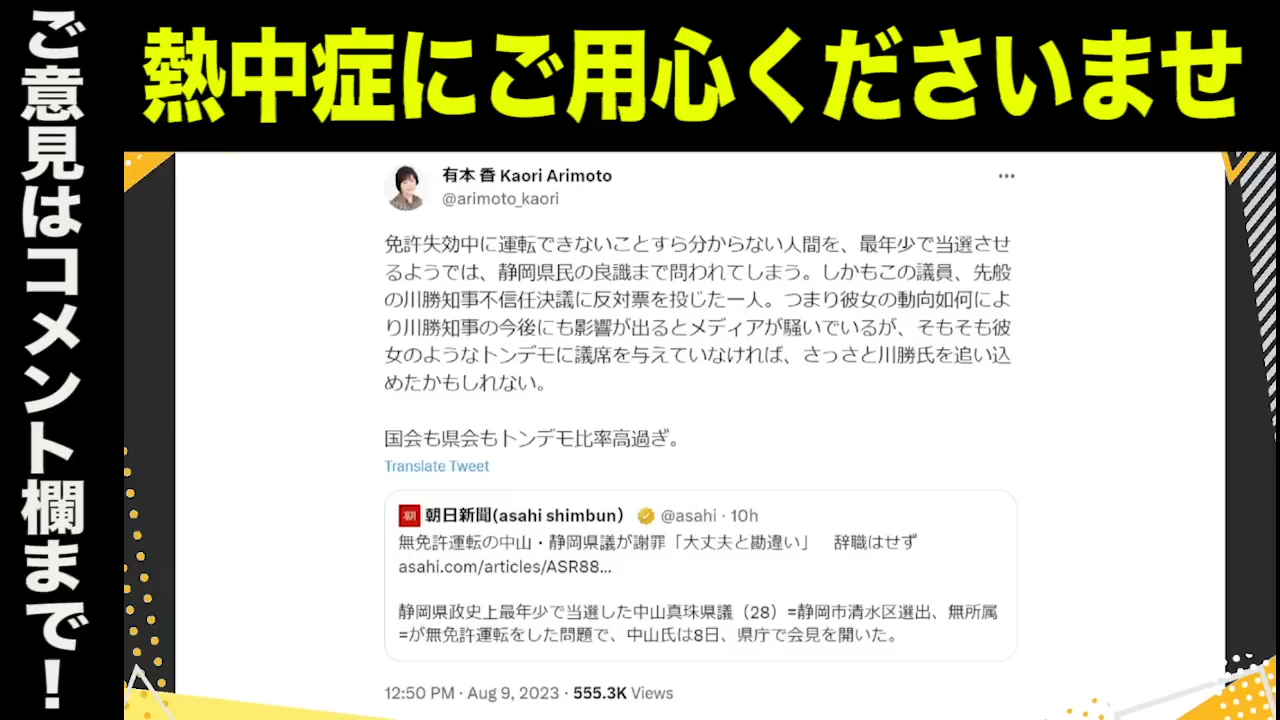 熱中症にご用心くださいませ
ご意見はコメント欄まで！
有本 香 Kaori Arimoto
@arimoto_kaori
免許失効中に運転できないことすら分からない人間を、最年少で当選させ
るようでは、静岡県民の良識まで問われてしまう。しかもこの議員、先般
の川勝知事不信任決議に反対票を投じた一人。つまり彼女の動向如何によ
り川勝知事の今後にも影響が出るとメディアが騒いでいるが、そもそも彼
女のようなトンデモに議席を与えていなければ、さっさと川勝氏を追い込
めたかもしれない。
国会も県会もトンデモ比率高過ぎ。
Translate Tweet
朝日新聞(asahi shimbun） @asahi · 10h
無免許運転の中山・静岡県議が謝罪「大丈夫と勘違い」　辞職はせず
asahi.com/articles/ASR88…
静岡県政史上最年少で当選した中山真珠県議（28）=静岡市清水区選出、無所属
=が無免許運転をした問題で、中山氏は8日、県庁で会見を開いた。
12:50 PM · Aug 9, 2023 · 555.3K Views